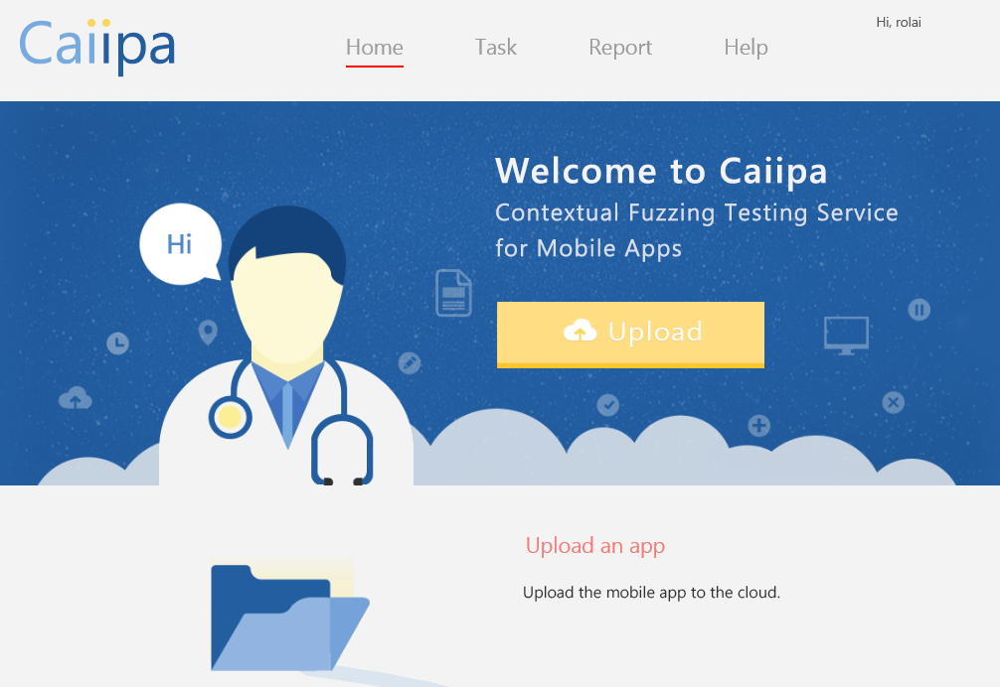 Caiipa
Home Task Report Help
Hi, rolai
Welcome to Caiipa
Contextual Fuzzing Testing Service
for Mobile Apps
Hi
Upload
Upload an app
Upload the mobile app to the cloud.